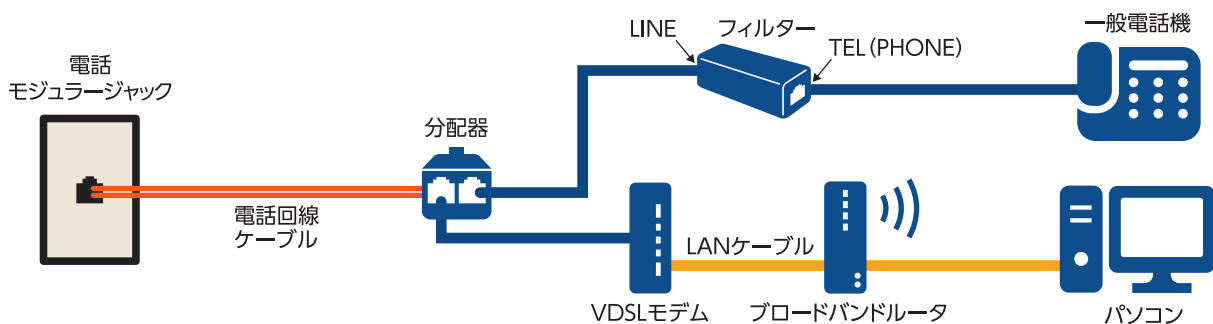 電話
モジュラージャック
電話回線
ケーブル
分配器
LINE
フィルター
TEL(PHONE)
一般電話機
VDSLモデム
LANケーブル
ブロードバンドルータ
パソコン